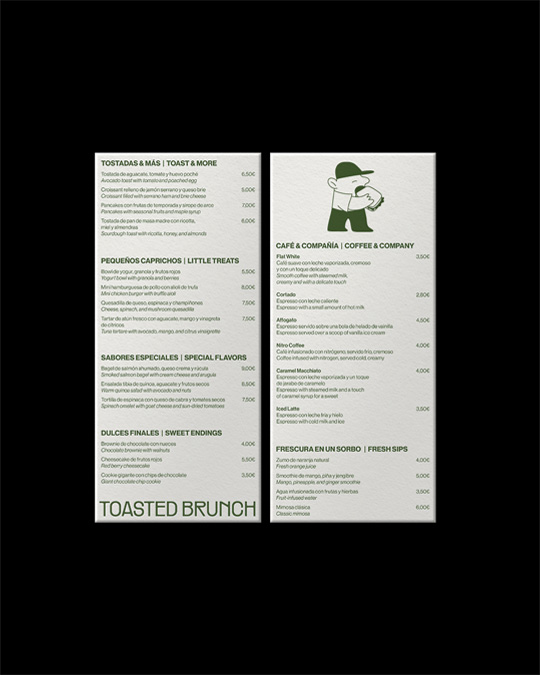 TOSTADAS & MÁS | TOAST & MORE
Tostada de aguacate, tomate y huevo poché 6,50€
Avocado toast with tomato and poached egg
Croissant relleno de jamón serrano y queso brie 5,00€
Croissant filled with serrano ham and brie cheese
Pancakes con frutas de temporada y sirope de arce 7,00€
Pancakes with seasonal fruits and maple syrup
Tostada de pan de masa madre con ricotta, 6,00€
miel y almendras
Sourdough toast with ricotta, honey, and almonds
PEQUEÑOS CAPRICHOS | LITTLE TREATS
Bowl de yogur, granola y frutos rojos 5,50€
Yogurt bowl with granola and berries
Mini hamburguesa de pollo con alioli de trufa 8,00€
Mini chicken burger with truffle aioli
Quesadilla de queso, espinaca y champiñones 7,50€
Cheese, spinach, and mushroom quesadilla
Tartar de atún fresco con aguacate, mango y vinagreta 7,50€
de cítricos.
Tuna tartare with avocado, mango, and citrus vinaigrette
SABORES ESPECIALES | SPECIAL FLAVORS
Bagel de salmón ahumado, queso crema y rúcula 9,00€
Smoked salmon bagel with cream cheese and arugula
Ensalada tibia de quinoa, aguacate y frutos secos 8,50€
Warm quinoa salad with avocado and nuts
Tortilla de espinaca con queso de cabra y tomates secos 7,50€
Spinach omelet with goat cheese and sun-dried tomatoes
DULCES FINALES | SWEET ENDINGS
Brownie de chocolate con nueces 4,00€
Chocolate brownie with walnuts
Cheesecake de frutos rojos 5,50€
Red berry cheesecake
Cookie gigante con chips de chocolate 3,50€
Giant chocolate chip cookie
TOASTED BRUNCH
CAFÉ & COMPAÑÍA | COFFEE & COMPANY
Flat White 3,50€
Café suave con leche vaporizada, cremoso
y con un toque delicado
Smooth coffee with steamed milk,
creamy and with a delicate touch
Cortado 2,80€
Espresso con leche caliente
Espresso with a small amount of hot milk
Affogato 4,50€
Espresso servido sobre una bola de helado de vainilla
Espresso served over a scoop of vanilla ice cream
Nitro Coffee 4,00€
Café infusionado con nitrógeno, servido frío, cremoso
Coffee infused with nitrogen, served cold, creamy
Caramel Macchiato 4,00€
Espresso con leche vaporizada y un toque
de jarabe de caramelo
Espresso with steamed milk and a touch
of caramel syrup for a sweet
Iced Latte 3,50€
Espresso con leche fría y hielo
Espresso with cold milk and ice
FRESCURA EN UN SORBO | FRESH SIPS
Zumo de naranja natural 4,00€
Fresh orange juice
Smoothie de mango, piña y jengibre 5,00€
Mango, pineapple, and ginger smoothie
Agua infusionada con frutas y hierbas 3,50€
Fruit-infused water
Mimosa clásica 6,00€
Classic mimosa